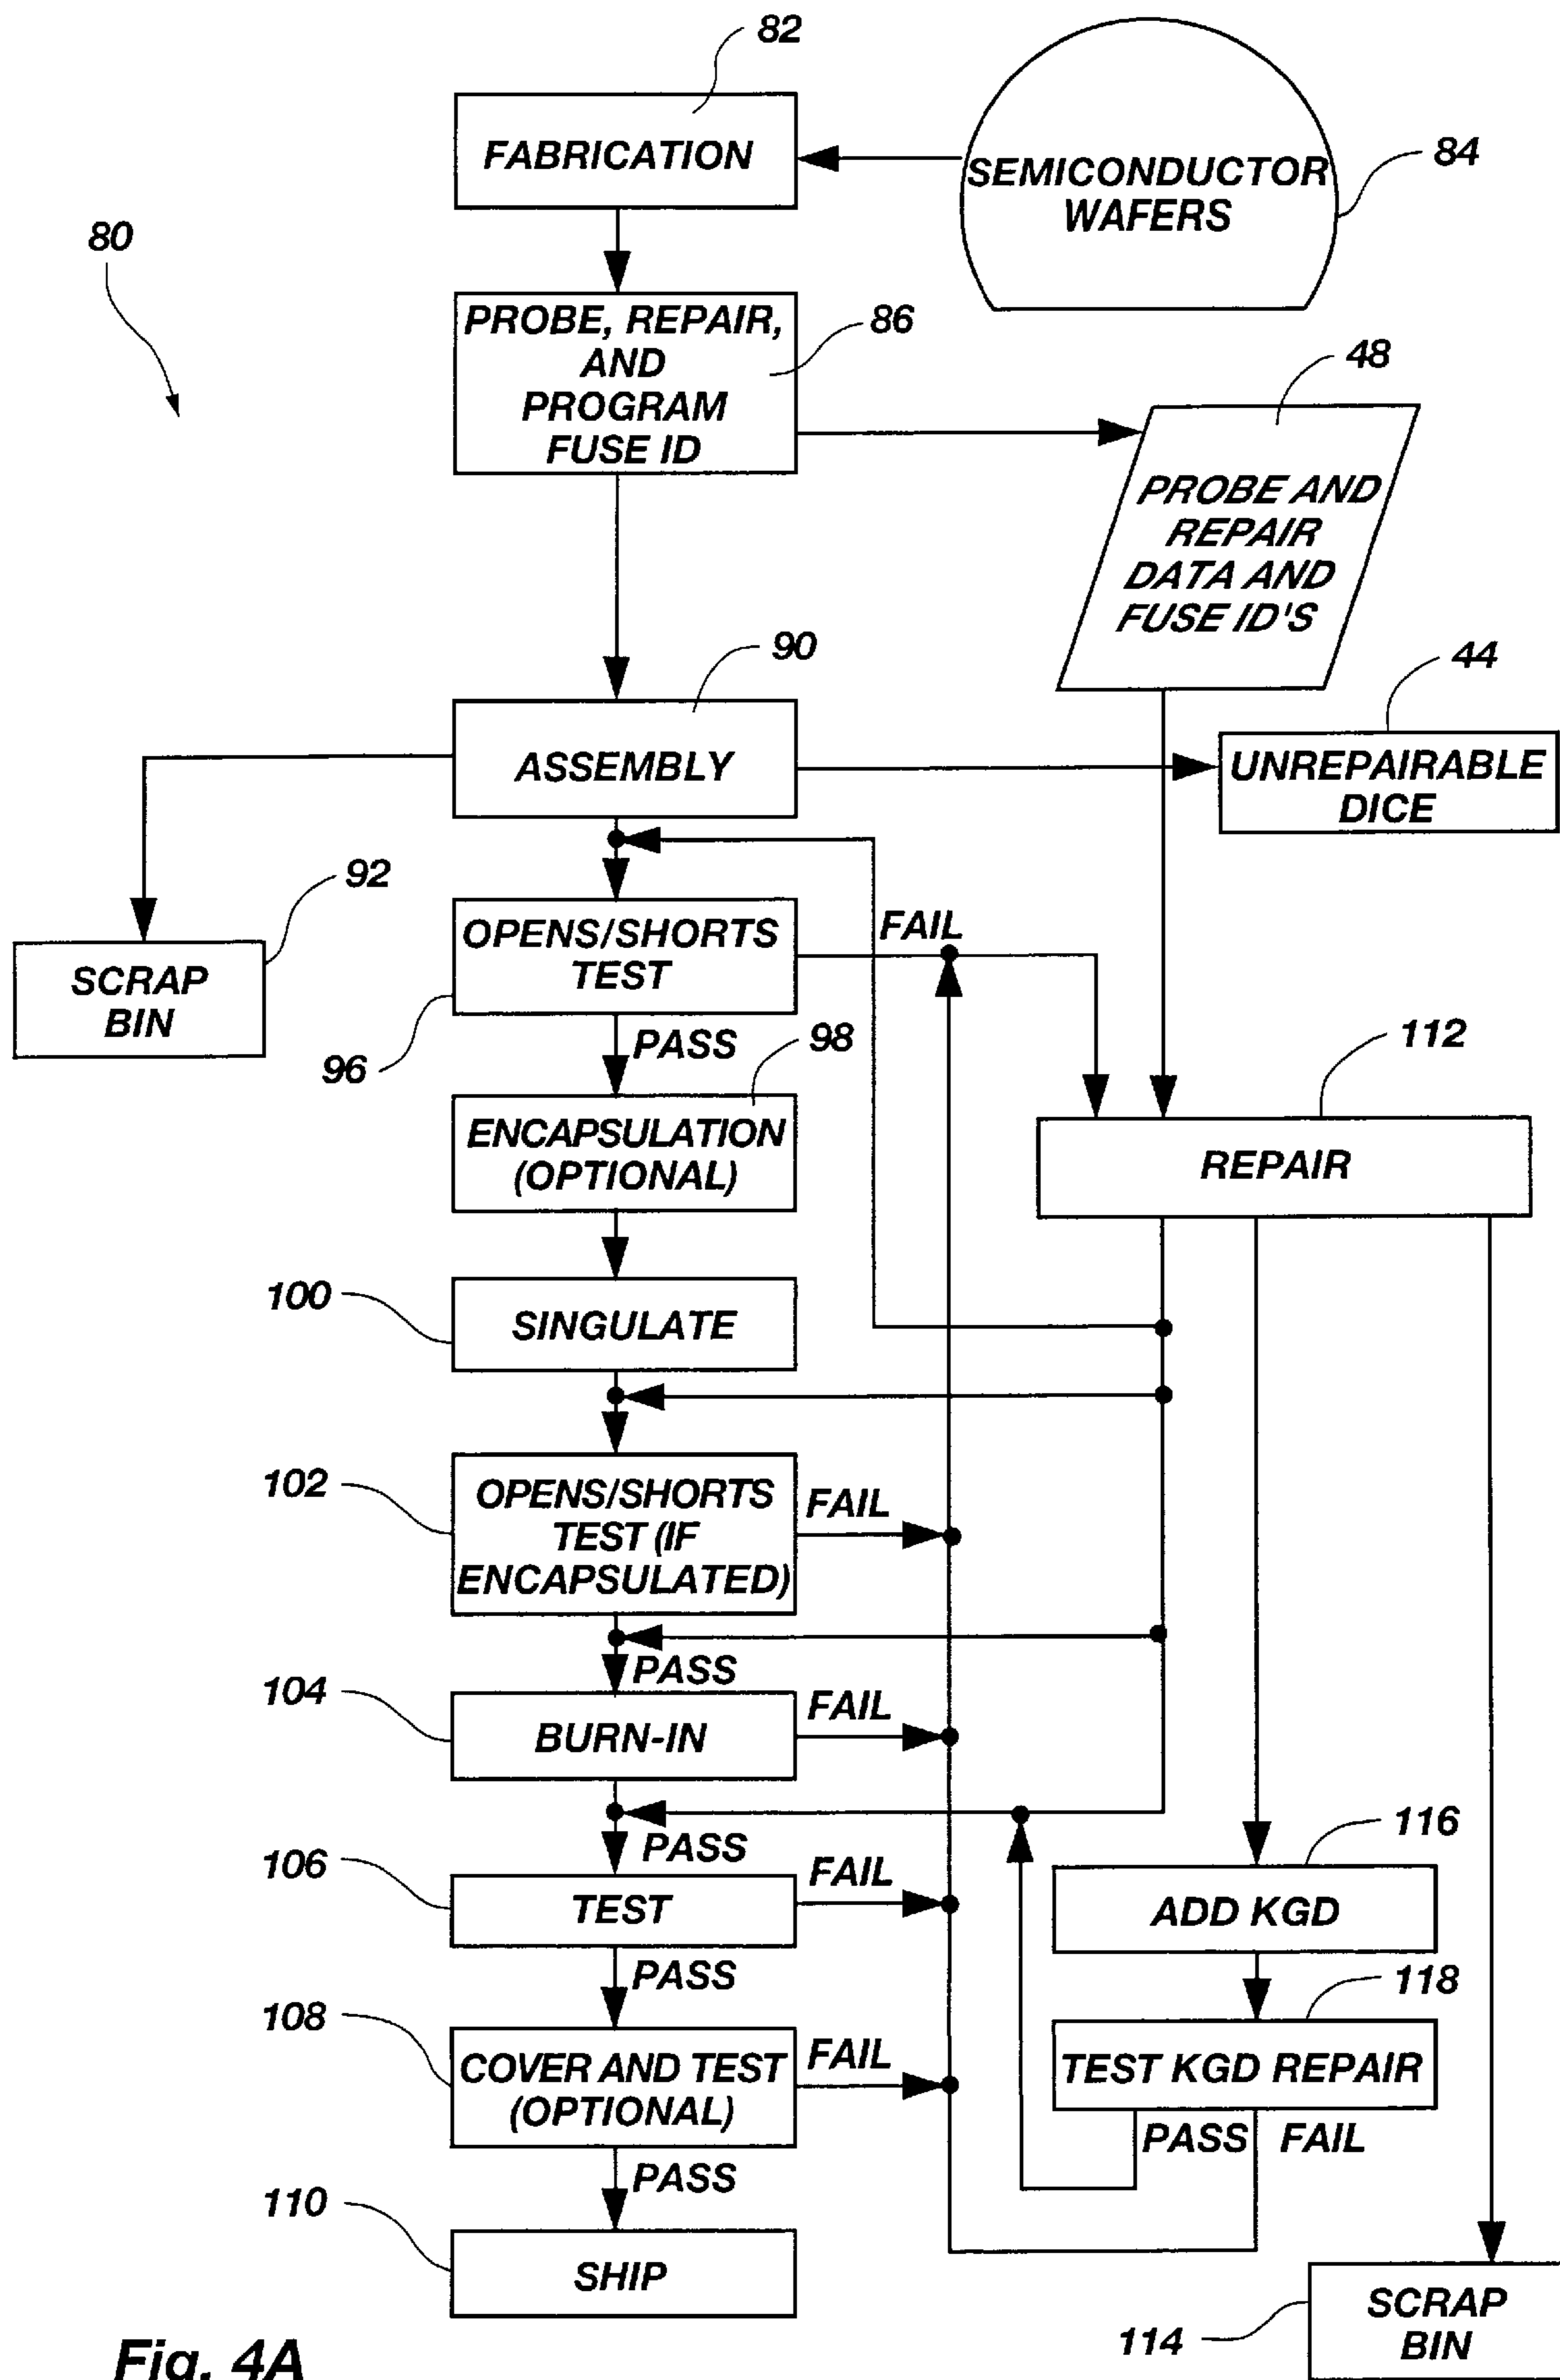 82
FABRICATION
SEMICONDUCTOR
WAFERS
84
80
PROBE, REPAIR,
AND
PROGRAM
FUSE ID
86
48
PROBE AND
REPAIR
DATA AND
FUSE ID'S
90
44
ASSEMBLY
UNREPAIRABLE
DICE
92
SCRAP
BIN
OPENS/SHORTS
TEST
FAIL
96
PASS
98
112
ENCAPSULATION
(OPTIONAL)
REPAIR
100
SINGULATE
102
OPENS/SHORTS
TEST (IF
ENCAPSULATED)
FAIL
PASS
104
BURN-IN
FAIL
PASS
106
TEST
FAIL
116
ADD KGD
PASS
118
108
COVER AND TEST
(OPTIONAL)
FAIL
TEST KGD REPAIR
PASS
FAIL
PASS
110
SHIP
SCRAP
BIN
114
Fig. 4A